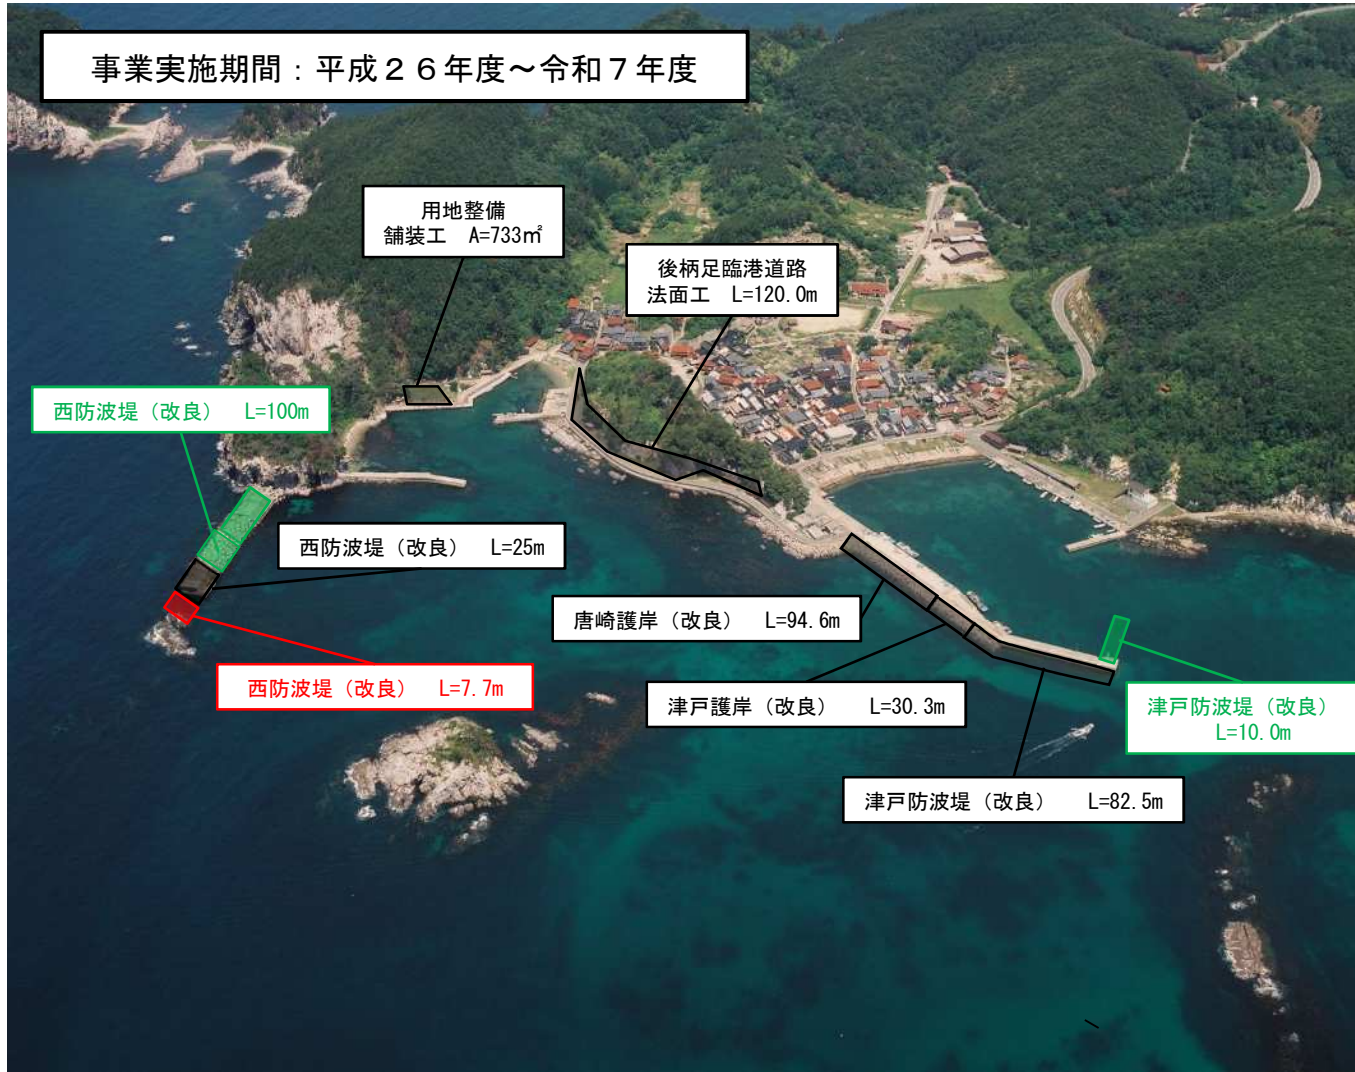 事業実施期間：平成２６年度～令和７年度
用地整備
舗装工　A=733㎡
後柄足臨港道路
法面工　L=120.0m
西防波堤（改良）　L=100m
西防波堤（改良）　L=25m
唐崎護岸（改良）　L=94.6m
西防波堤（改良）　L=7.7m
津戸護岸（改良）　L=30.3m
津戸防波堤（改良）
L=10.0m
津戸防波堤（改良）　L=82.5m